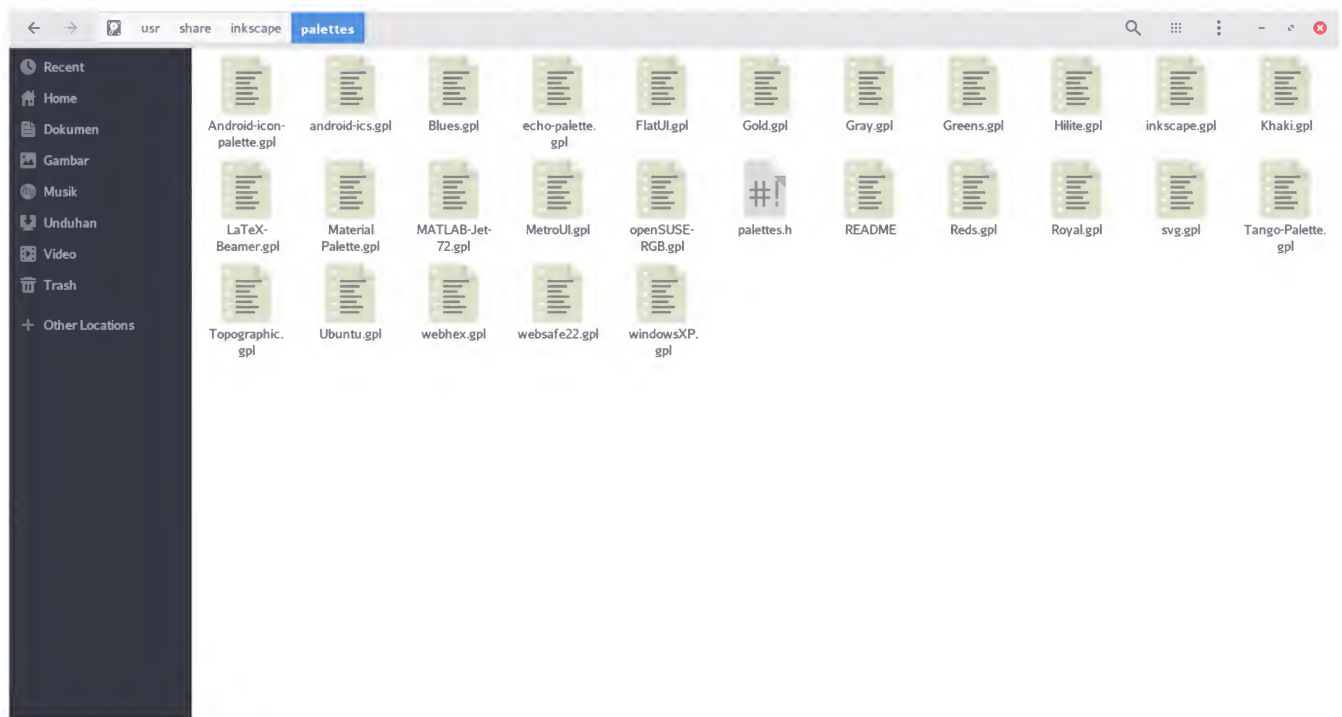 usr share inkscape palettes
Recent
Home
Dokumen
Gambar
Musik
Unduhan
Video
Trash
Other Locations
Android-icon-
palette.gpl
android-ics.gpl
Blues.gpl
echo-palette.
gpl
FlatUI.gpl
Gold.gpl
Gray.gpl
Greens.gpl
Hilite.gpl
inkscape.gpl
Khaki.gpl
LaTeX-
Beamer.gpl
Material
Palette.gpl
MATLAB-Jet-
72.gpl
MetroUI.gpl
openSUSE-
RGB.gpl
#!
palettes.h
README
Reds.gpl
Royal.gpl
svg.gpl
Tango-Palette.
gpl
Topographic.
gpl
Ubuntu.gpl
webhex.gpl
websafe22.gpl
windowsXP.
gpl